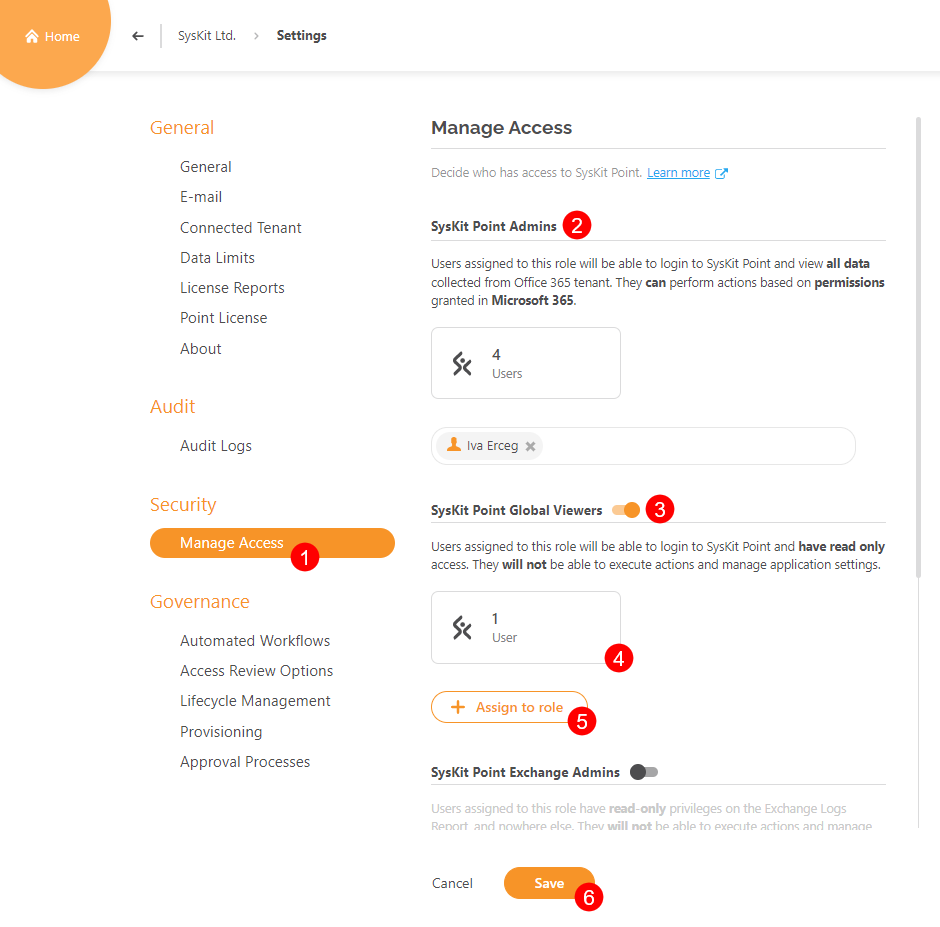 Home
SysKit Ltd. > Settings
General
General
E-mail
Connected Tenant
Data Limits
License Reports
Point License
About
Audit
Audit Logs
Security
Manage Access
1
Governance
Automated Workflows
Access Review Options
Lifecycle Management
Provisioning
Approval Processes
Manage Access
Decide who has access to SysKit Point. Learn more
SysKit Point Admins 2
Users assigned to this role will be able to login to SysKit Point and view all data
collected from Office 365 tenant. They can perform actions based on permissions
granted in Microsoft 365.
4
Users
Iva Erceg
SysKit Point Global Viewers 3
Users assigned to this role will be able to login to SysKit Point and have read only
access. They will not be able to execute actions and manage application settings.
1
User
4
+ Assign to role
5
SysKit Point Exchange Admins
Users assigned to this role have read-only privileges on the Exchange Logs
Report, and nowhere else. They will not be able to execute actions and manage
Cancel
Save
6